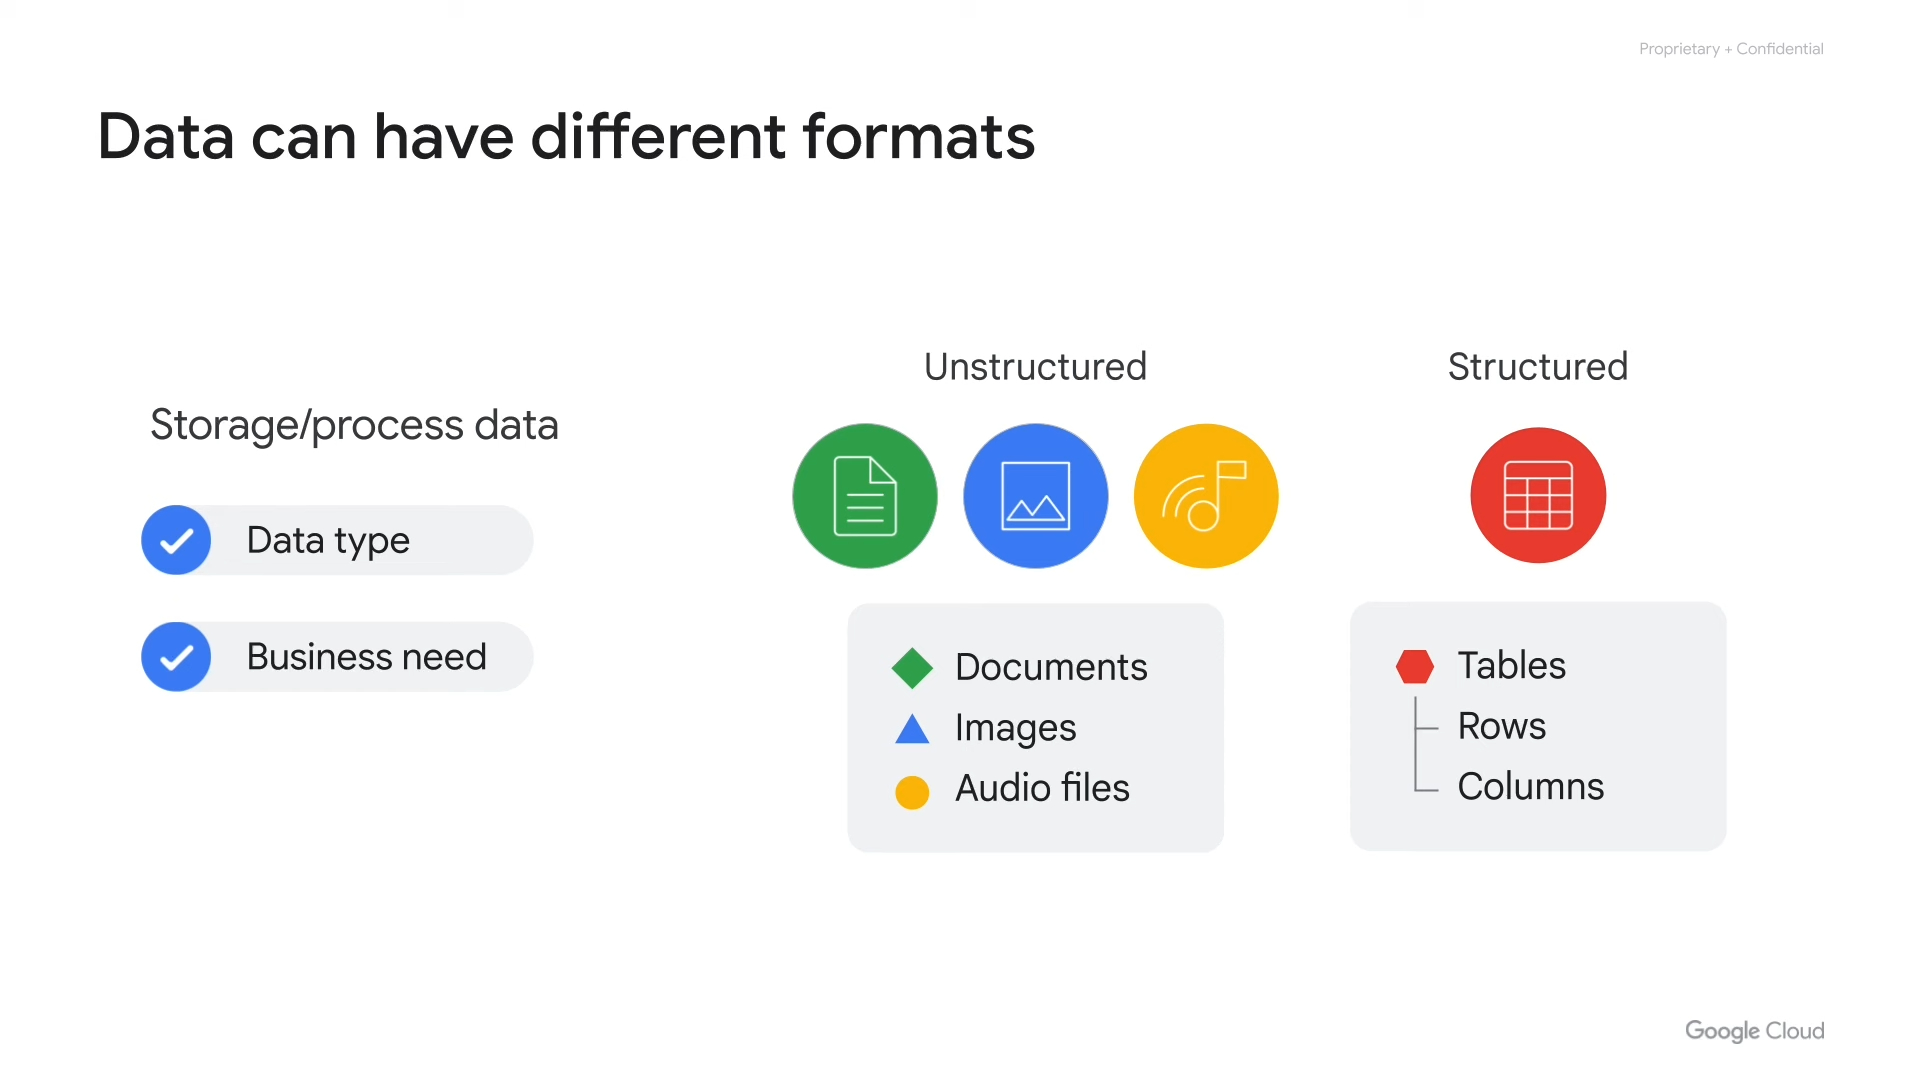 Proprietary + Confidential
Data can have different formats
Storage/process data
Data type
Business need
Unstructured
Documents
Images
Audio files
Structured
Tables
Rows
Columns
Google Cloud